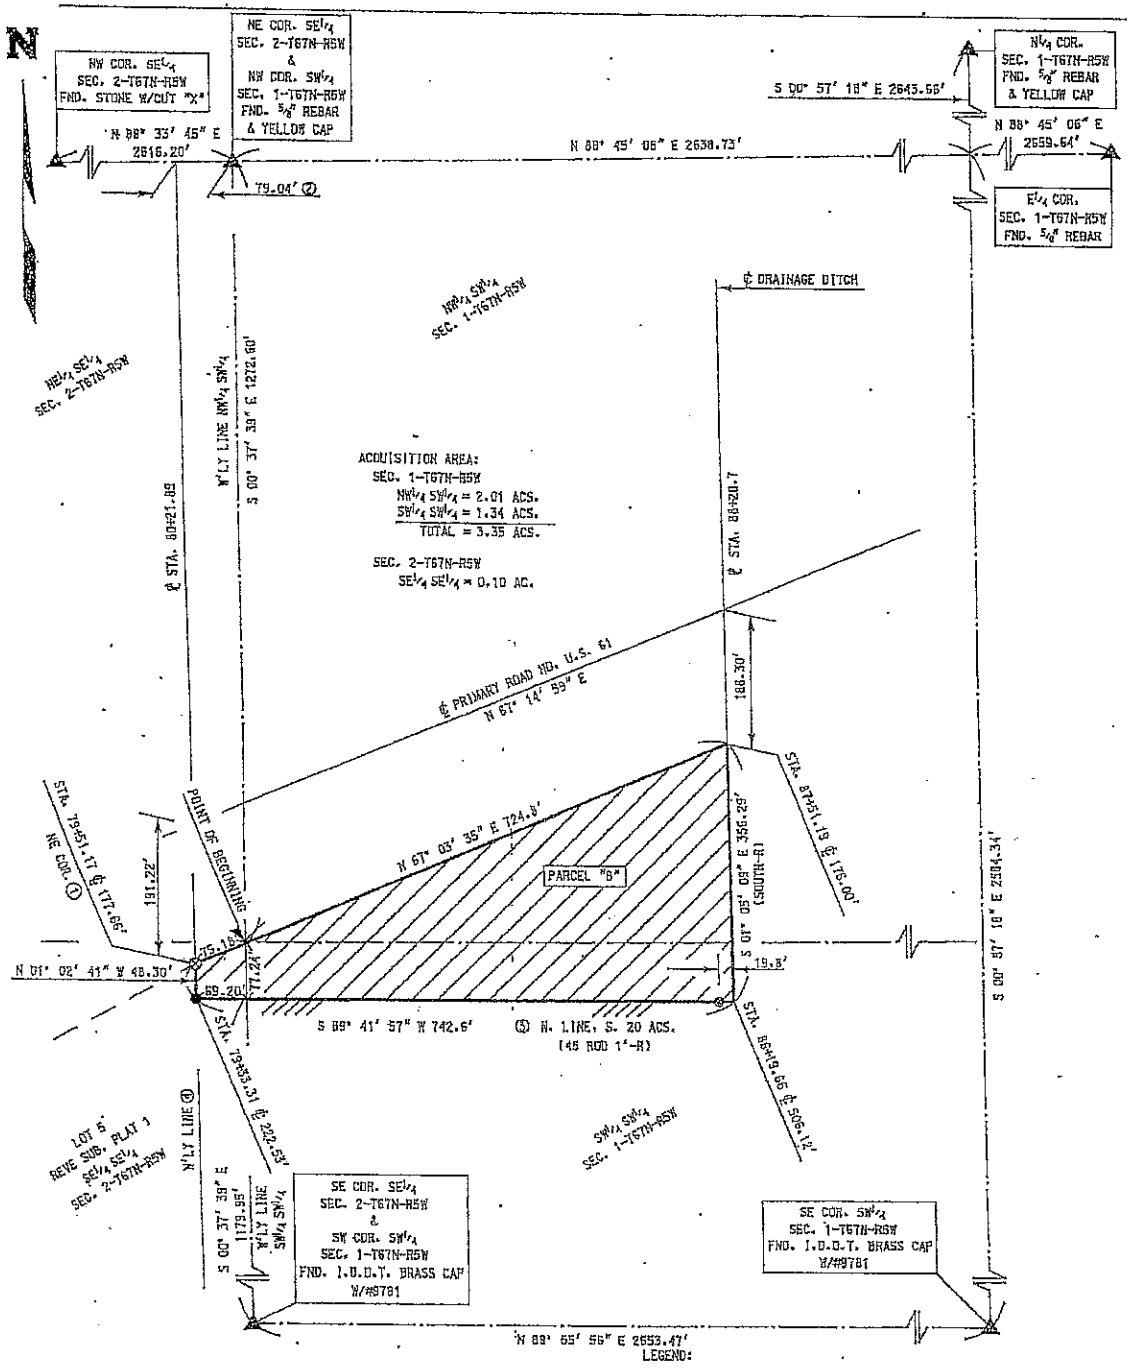 N
NW COR. SE1/4
SEC. 2-T67N-R5W
FND. STONE W/CUT "X"
NE COR. SE1/4
SEC. 2-T67N-R5W
&
NW COR. SW1/4
SEC. 1-T67N-R5W
FND. 5/8" REBAR
& YELLOW CAP
N1/4 COR.
SEC. 1-T67N-R5W
FND. 5/8" REBAR
& YELLOW CAP
S 00° 57' 18" E 2643.66'
N 88° 33' 45" E
2616.20'
N 88° 45' 06" E 2638.73'
N 88° 45' 06" E
2659.64'
79.04' ②
E1/4 COR.
SEC. 1-T67N-R5W
FND. 5/8" REBAR
℄ DRAINAGE DITCH
NW1/4 SW1/4
SEC. 1-T67N-R5W
NE1/4 SE1/4
SEC. 2-T67N-R5W
W'LY LINE NW1/4 SW1/4
S 00° 37' 39" E 1272.60'
℄ STA. 80+21.89
ACQUISITION AREA:
SEC. 1-T67N-R5W
NW1/4 SW1/4 = 2.01 ACS.
SW1/4 SW1/4 = 1.34 ACS.
TOTAL = 3.35 ACS.
SEC. 2-T67N-R5W
SE1/4 SE1/4 = 0.10 AC.
℄ STA. 88+20.7
℄ PRIMARY ROAD NO. U.S. 61
N 67° 14' 59" E
188.30'
STA. 79+51.17 ℄ 177.66'
NE COR. ①
191.22'
POINT OF BEGINNING
N 67° 03' 35" E 724.8'
PARCEL "B"
S 01° 05' 09" E 356.29'
(SOUTH-R)
STA. 87+51.19 ℄ 176.00'
75.18'
77.24'
N 01° 02' 41" W 48.30'
69.20'
19.8'
S 89° 41' 57" W 742.6'
③ N. LINE, S. 20 ACS.
(45 ROD 1'-R)
STA. 79+33.31 ℄ 222.53'
STA. 86+19.66 ℄ 506.12'
S 00° 57' 18" E 2584.34'
LOT 5
REVE SUB. PLAT 1
SE1/4 SE1/4
SEC. 2-T67N-R5W
W'LY LINE ④
S 00° 37' 39" E
1179.95'
W'LY LINE
SW1/4 SW1/4
SW1/4 SW1/4
SEC. 1-T67N-R5W
SE COR. SE1/4
SEC. 2-T67N-R5W
&
SW COR. SW1/4
SEC. 1-T67N-R5W
FND. I.D.O.T. BRASS CAP
W/#9781
SE COR. SW1/4
SEC. 1-T67N-R5W
FND. I.D.O.T. BRASS CAP
W/#9781
N 89° 55' 56" E 2653.47'
LEGEND: